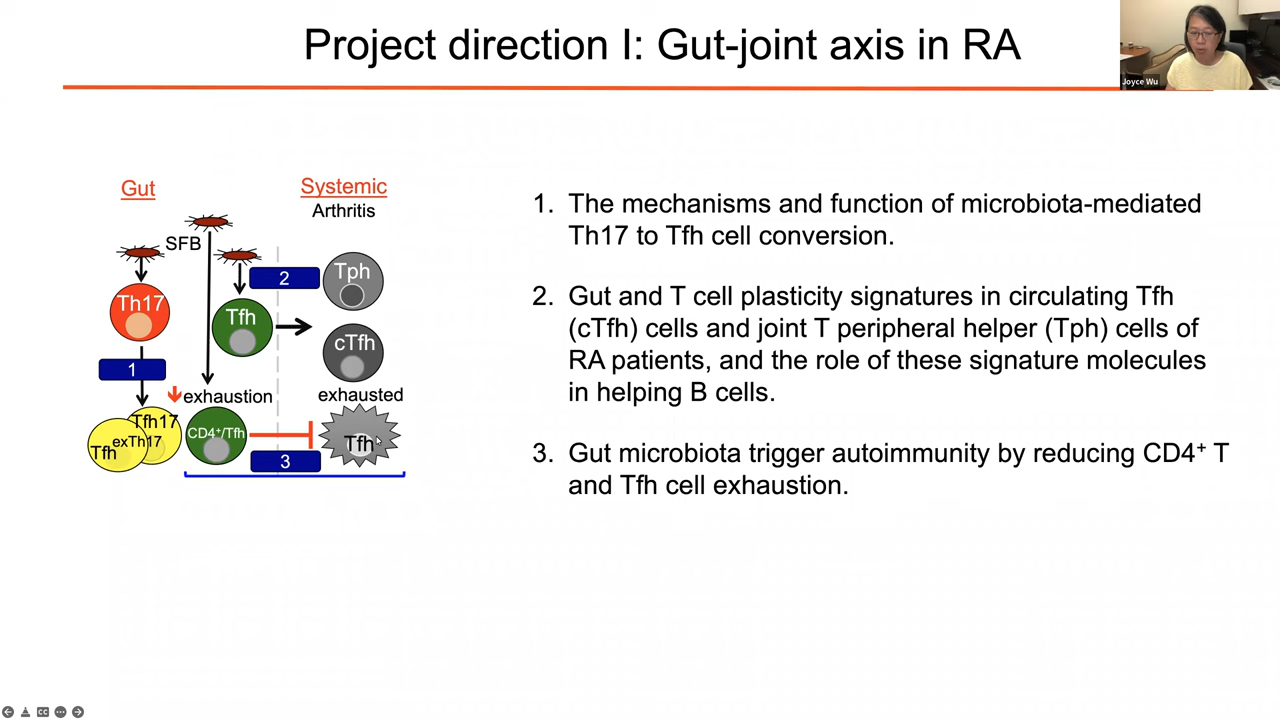 Project direction I: Gut-joint axis in RA
Joyce Wu
Gut
Systemic
Arthritis
SFB
2
Tph
Th17
Tfh
cTfh
1
exhaustion
exhausted
Tfh17
CD4⁺/Tfh
exTh17
Tfh
Tfh
3
1. The mechanisms and function of microbiota-mediated
Th17 to Tfh cell conversion.
2. Gut and T cell plasticity signatures in circulating Tfh
(cTfh) cells and joint T peripheral helper (Tph) cells of
RA patients, and the role of these signature molecules
in helping B cells.
3. Gut microbiota trigger autoimmunity by reducing CD4⁺ T
and Tfh cell exhaustion.
CC